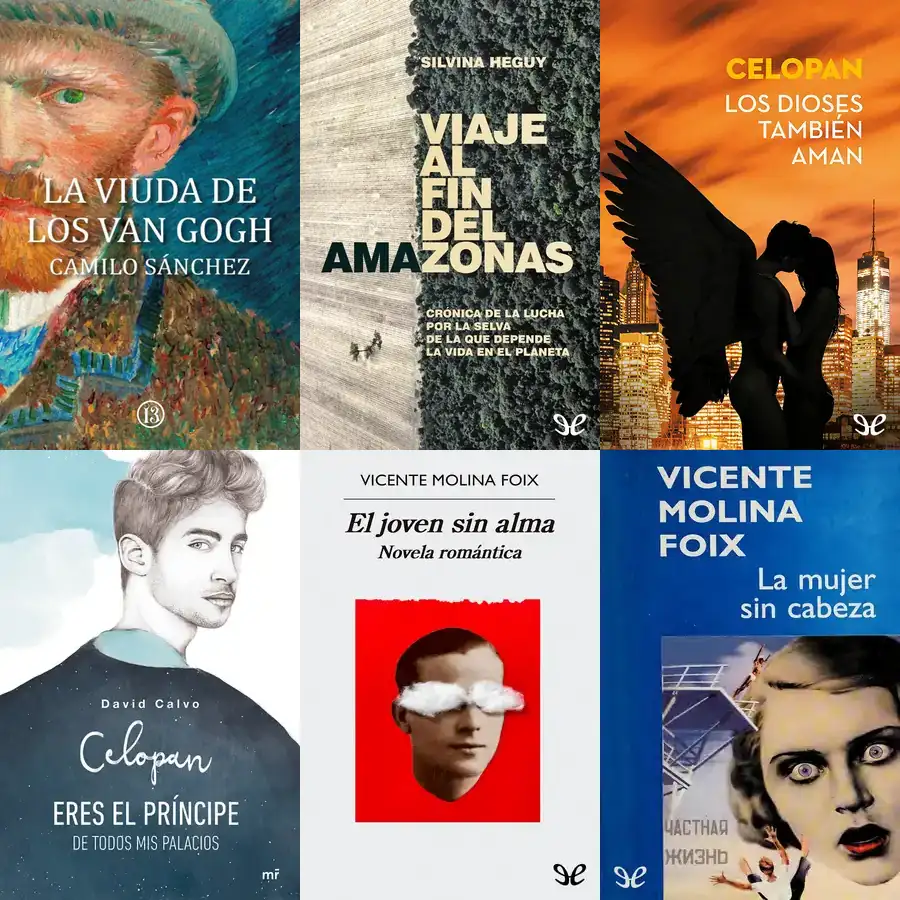 LA VIUDA DE
LOS VAN GOGH
CAMILO SÁNCHEZ
13
SILVINA HEGUY
VIAJE
AL
FIN
DEL
AMAZONAS
CRONICA DE LA LUCHA
POR LA SELVA
DE LA QUE DEPENDE
LA VIDA EN EL PLANETA
CELOPAN
LOS DIOSES
TAMBIÉN
AMAN
David Calvo
Celopan
ERES EL PRÍNCIPE
DE TODOS MIS PALACIOS
mr
VICENTE MOLINA FOIX
El joven sin alma
Novela romántica
VICENTE
MOLINA
FOIX
La mujer
sin cabeza
ЧАСТНАЯ
ЖИЗНЬ